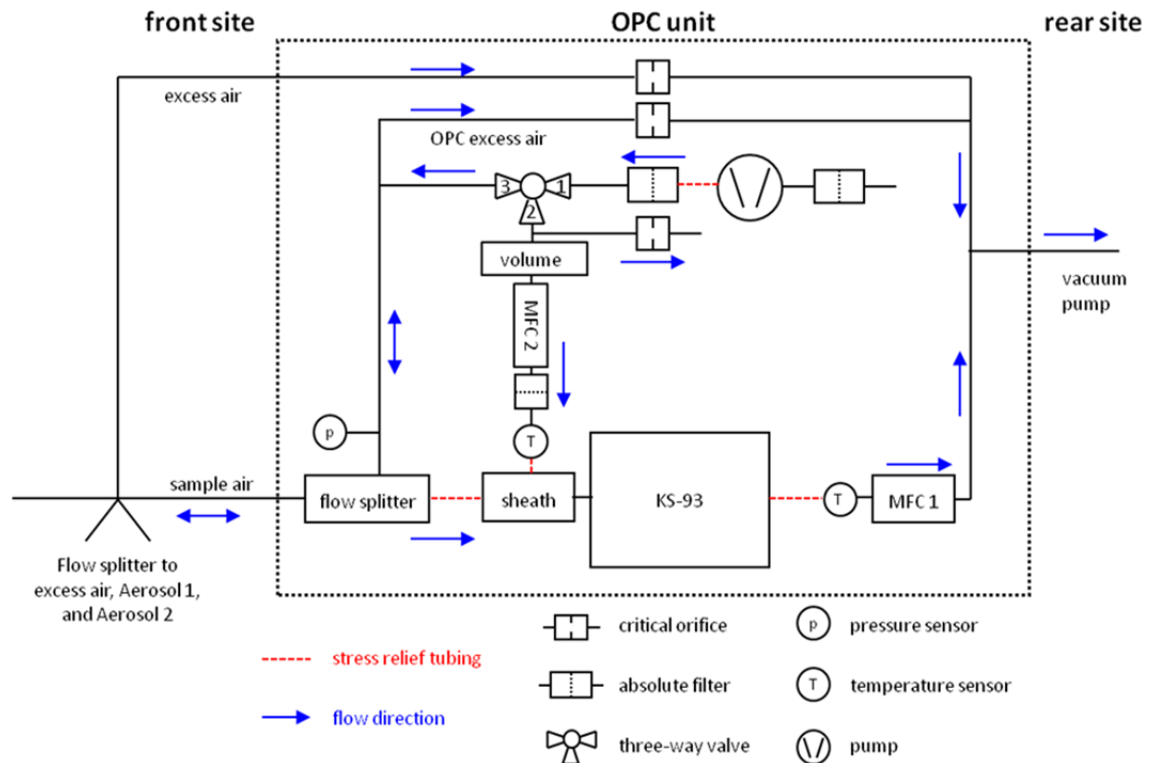 front site
OPC unit
rear site
excess air
OPC excess air
3
1
2
volume
MFC 2
vacuum
pump
p
T
sample air
flow splitter
sheath
KS-93
T
MFC 1
Flow splitter to
excess air, Aerosol 1,
and Aerosol 2
critical orifice
p
pressure sensor
stress relief tubing
absolute filter
T
temperature sensor
flow direction
three-way valve
pump